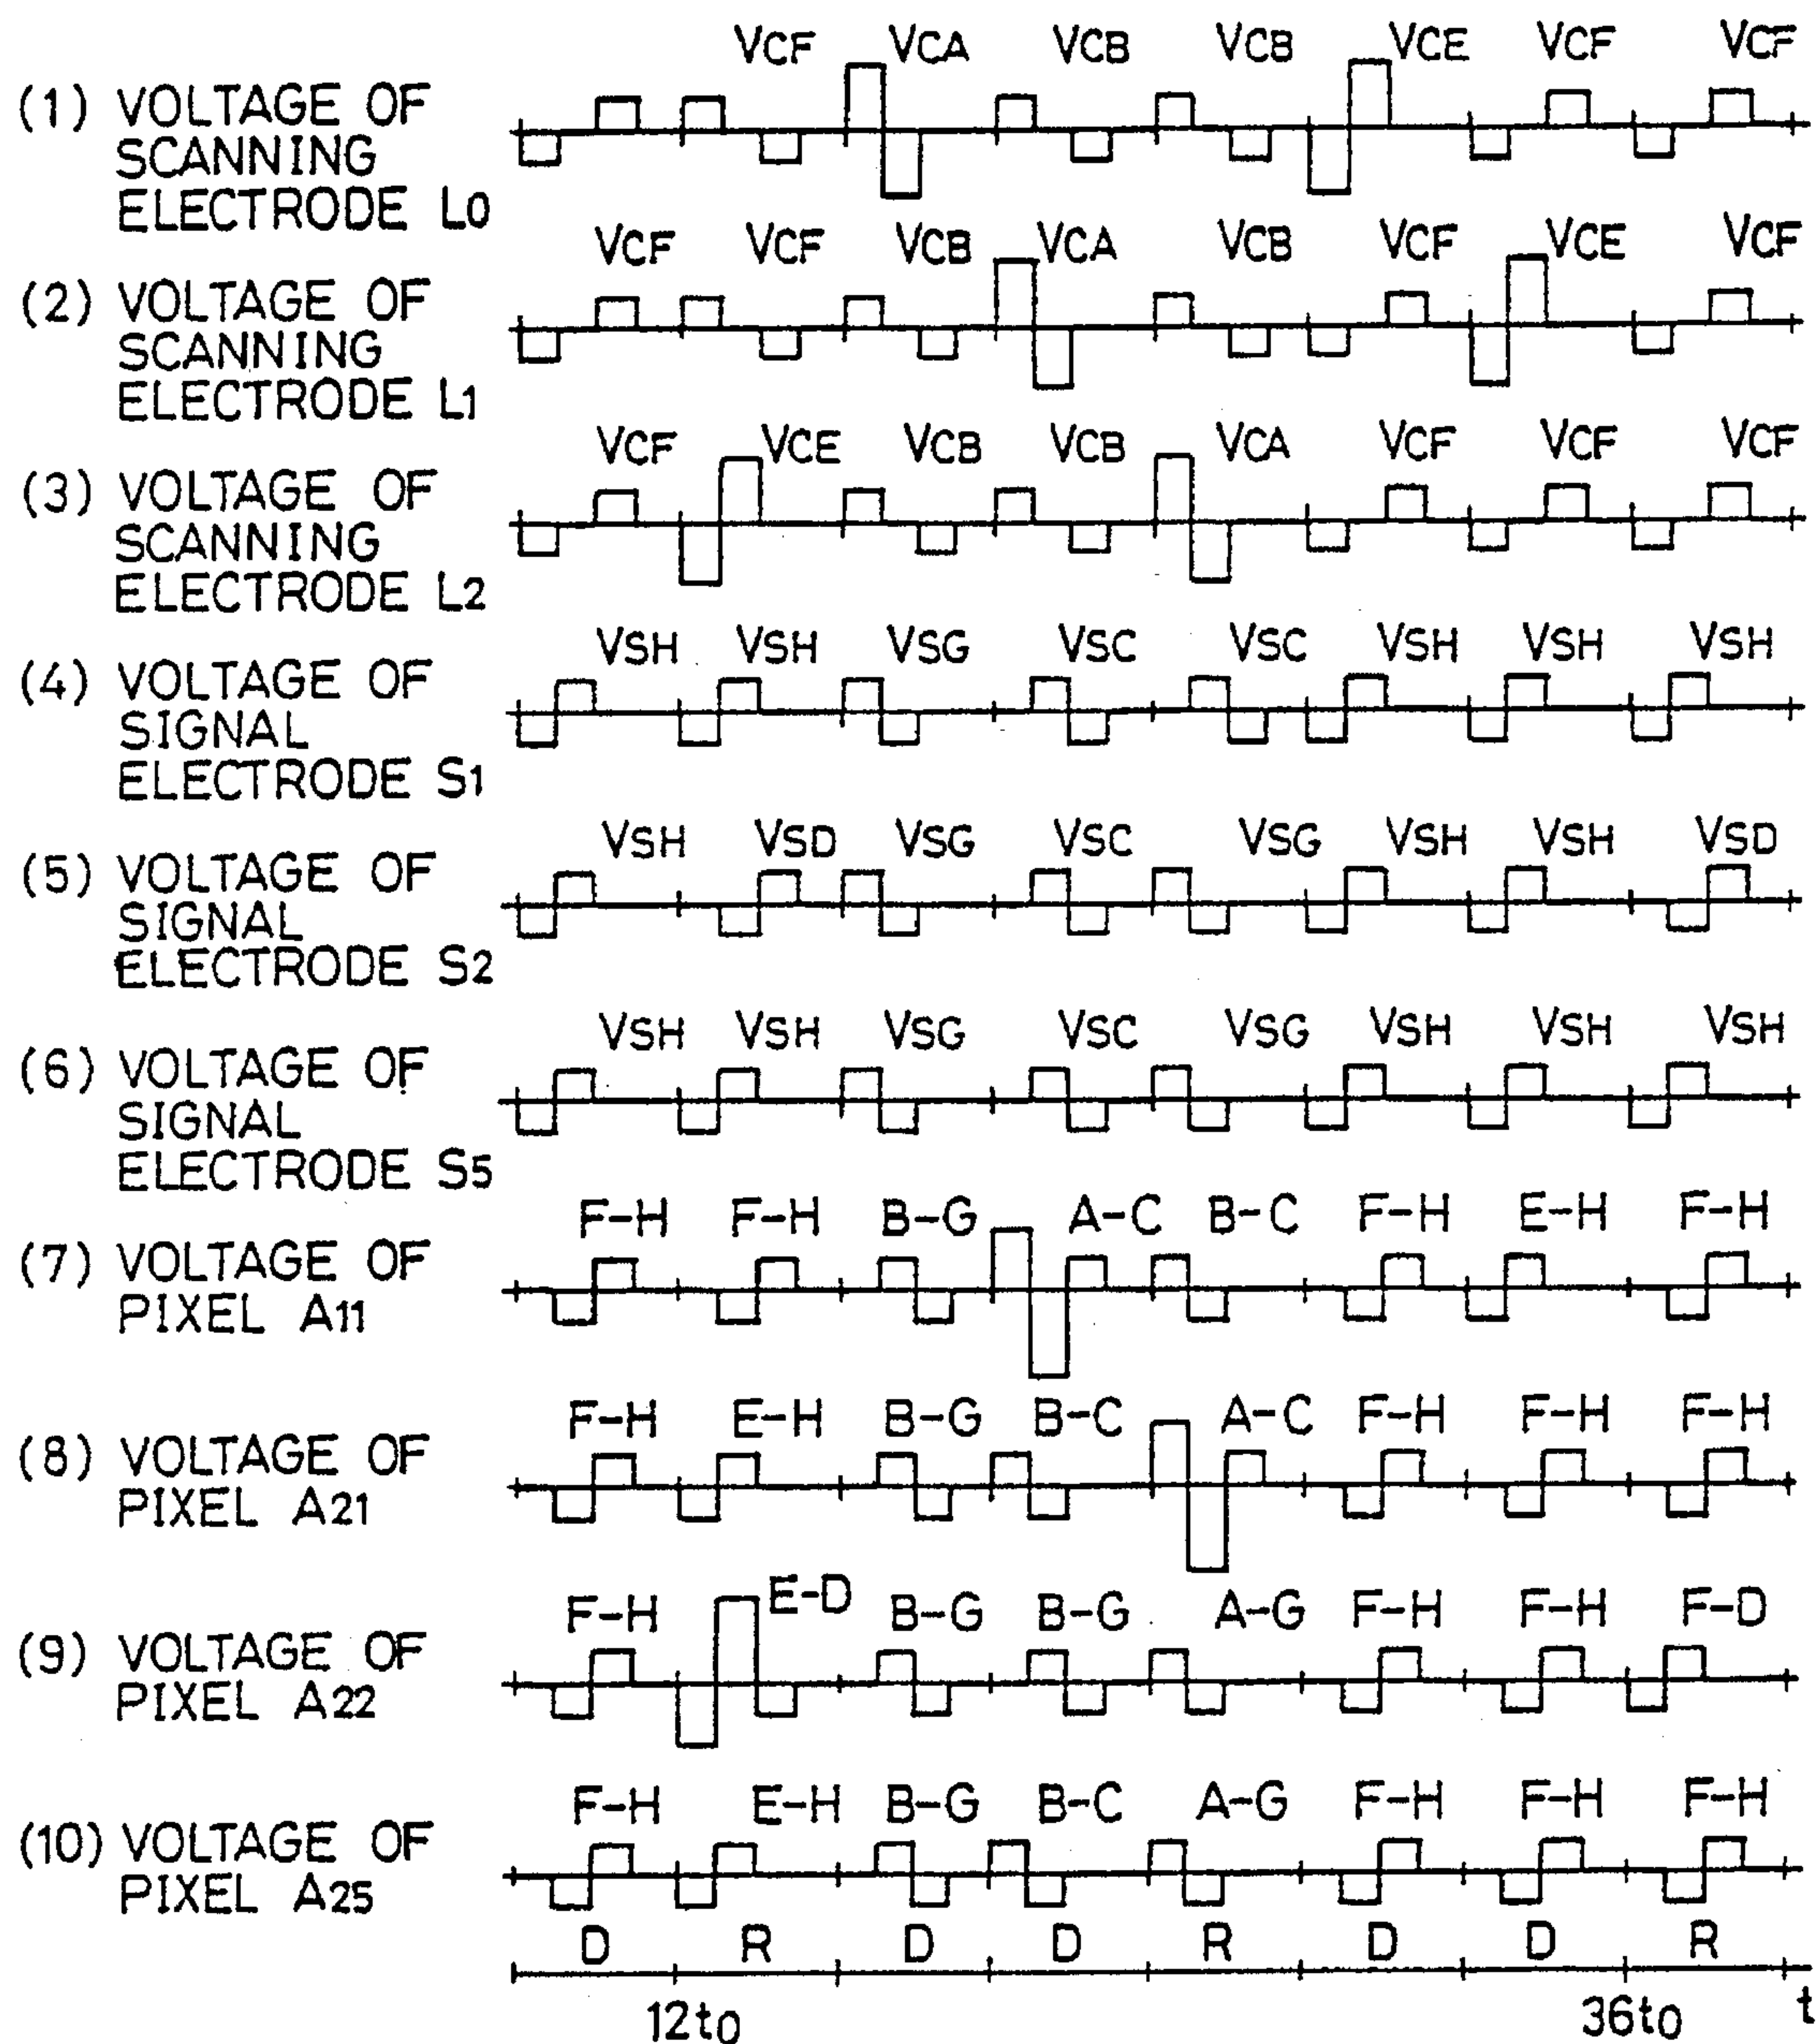 VCF VCA VCB VCB VCE VCF VCF
(1) VOLTAGE OF
SCANNING
ELECTRODE L0
VCF VCF VCB VCA VCB VCF VCE VCF
(2) VOLTAGE OF
SCANNING
ELECTRODE L1
VCF VCE VCB VCB VCA VCF VCF VCF
(3) VOLTAGE OF
SCANNING
ELECTRODE L2
VSH VSH VSG VSC VSC VSH VSH VSH
(4) VOLTAGE OF
SIGNAL
ELECTRODE S1
VSH VSD VSG VSC VSG VSH VSH VSD
(5) VOLTAGE OF
SIGNAL
ELECTRODE S2
VSH VSH VSG VSC VSG VSH VSH VSH
(6) VOLTAGE OF
SIGNAL
ELECTRODE S5
F-H F-H B-G A-C B-C F-H E-H F-H
(7) VOLTAGE OF
PIXEL A11
F-H E-H B-G B-C A-C F-H F-H F-H
(8) VOLTAGE OF
PIXEL A21
F-H E-D B-G B-G A-G F-H F-H F-D
(9) VOLTAGE OF
PIXEL A22
F-H E-H B-G B-C A-G F-H F-H F-H
(10) VOLTAGE OF
PIXEL A25
D R D D R D D R
12t0 36t0 t